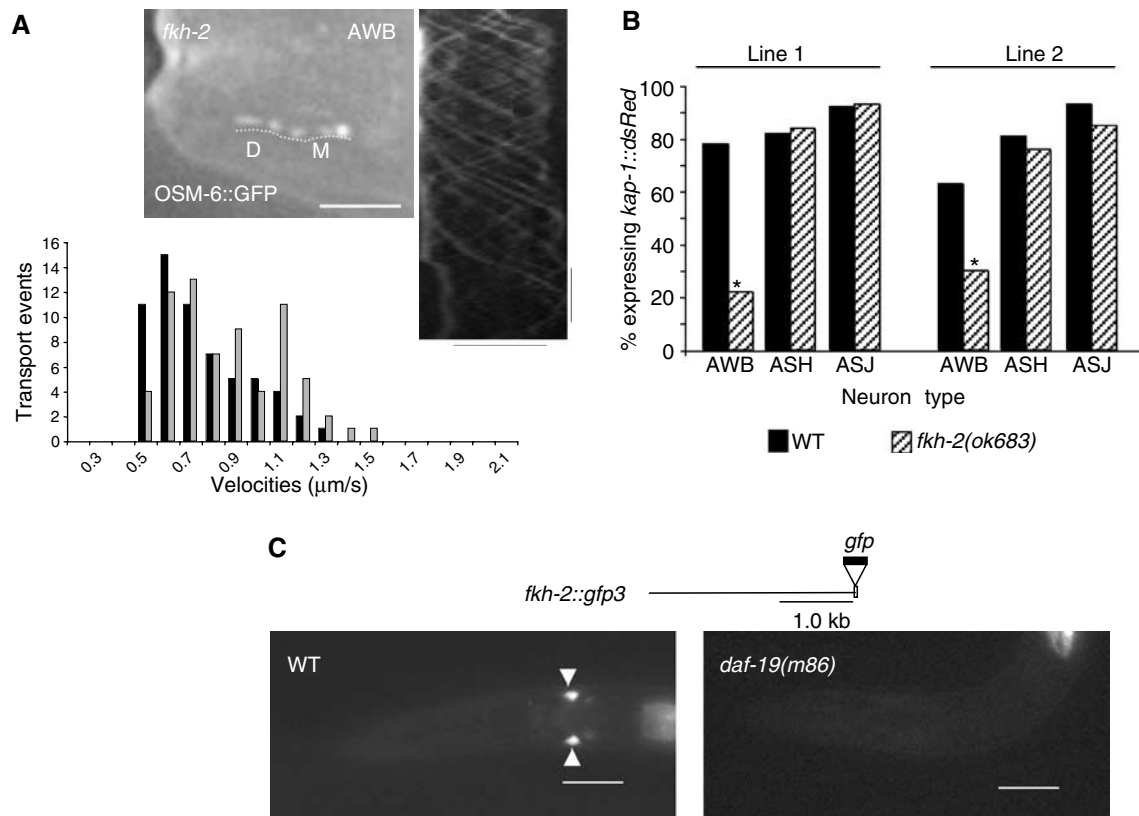 A
fkh-2
AWB
D
M
OSM-6::GFP
Transport events
16
14
12
10
8
6
4
2
0
0.3
0.5
0.7
0.9
1.1
1.3
1.5
1.7
1.9
2.1
Velocities (μm/s)
B
Line 1
Line 2
% expressing kap-1::dsRed
100
80
60
40
20
0
*
*
AWB ASH ASJ
AWB ASH ASJ
Neuron type
WT
fkh-2(ok683)
C
gfp
fkh-2::gfp3
1.0 kb
WT
daf-19(m86)